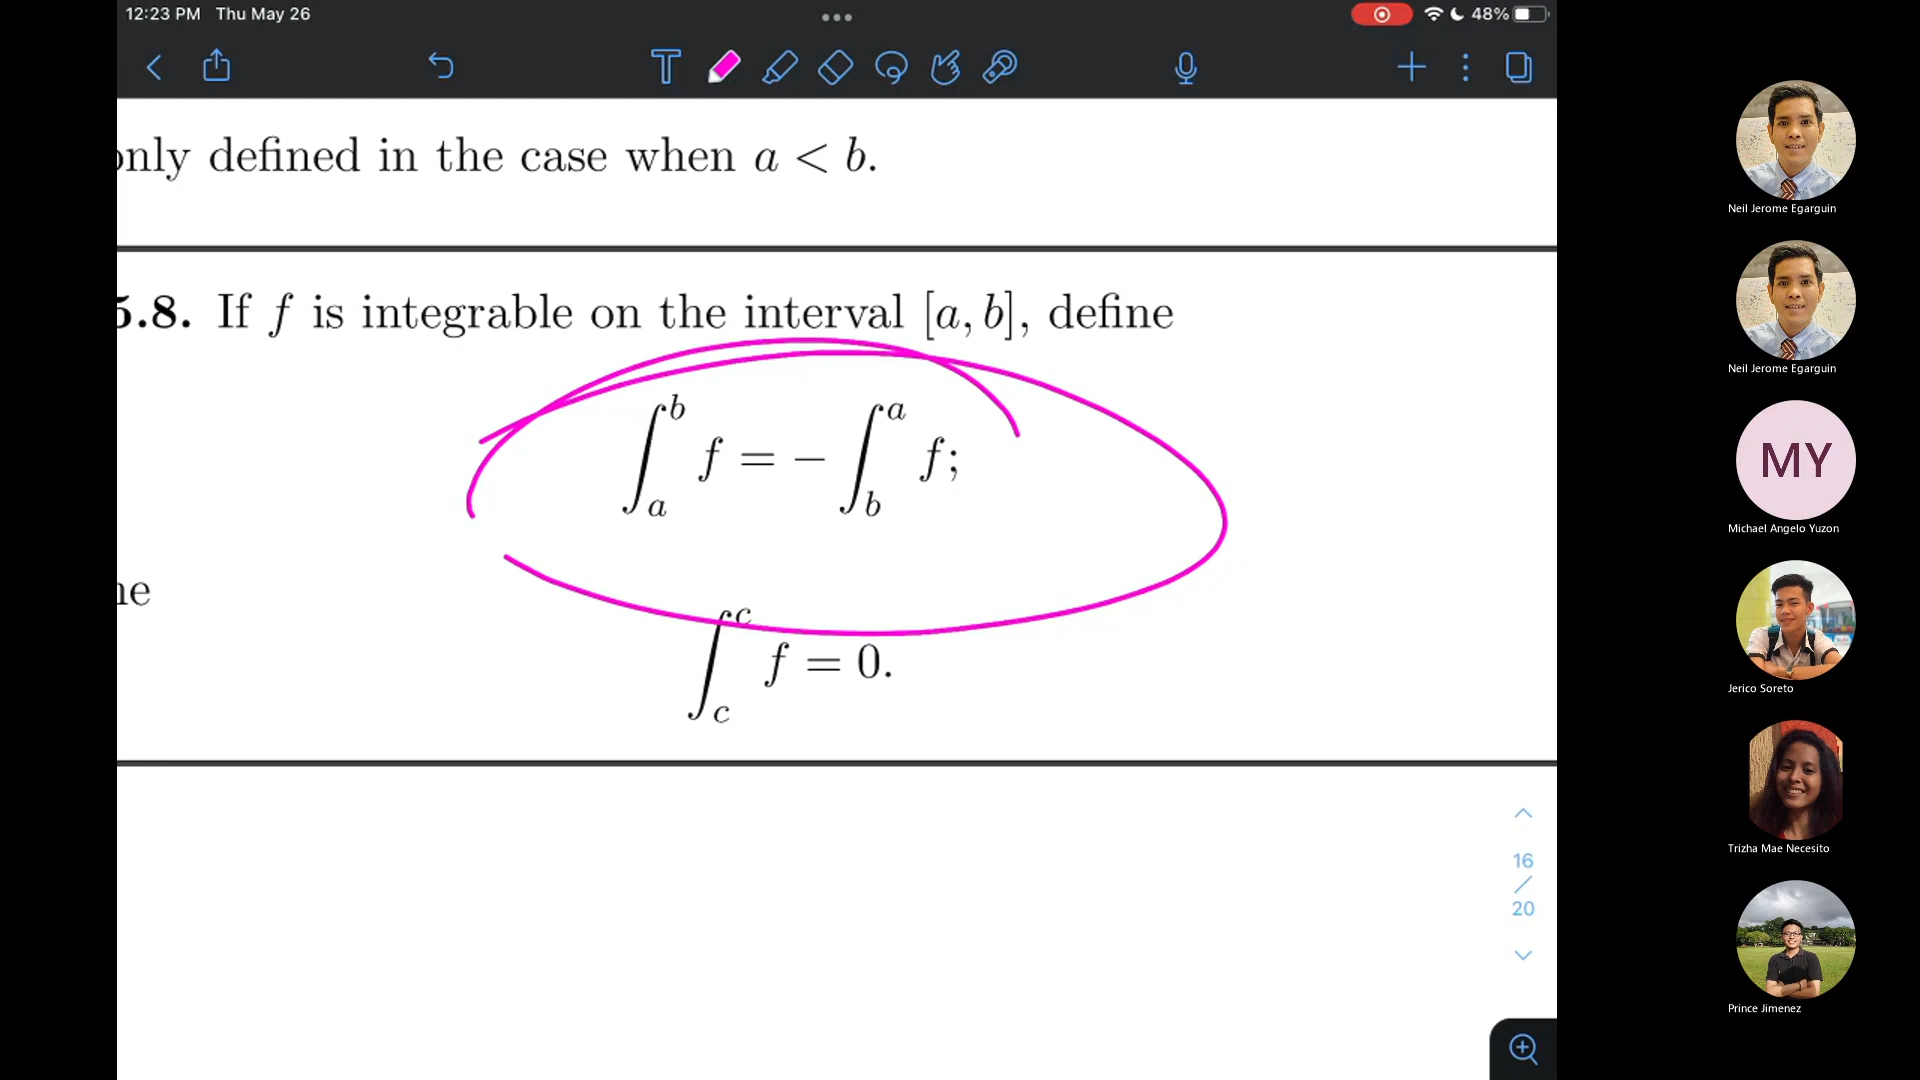 12:23 PM Thu May 26
48%
only defined in the case when a < b.
5.8. If f is integrable on the interval [a, b], define
∫_a^b f = − ∫_b^a f;
∫_c^c f = 0.
16
/
20
Neil Jerome Egarguin
Neil Jerome Egarguin
MY
Michael Angelo Yuzon
Jerico Soreto
Trizha Mae Necesito
Prince Jimenez